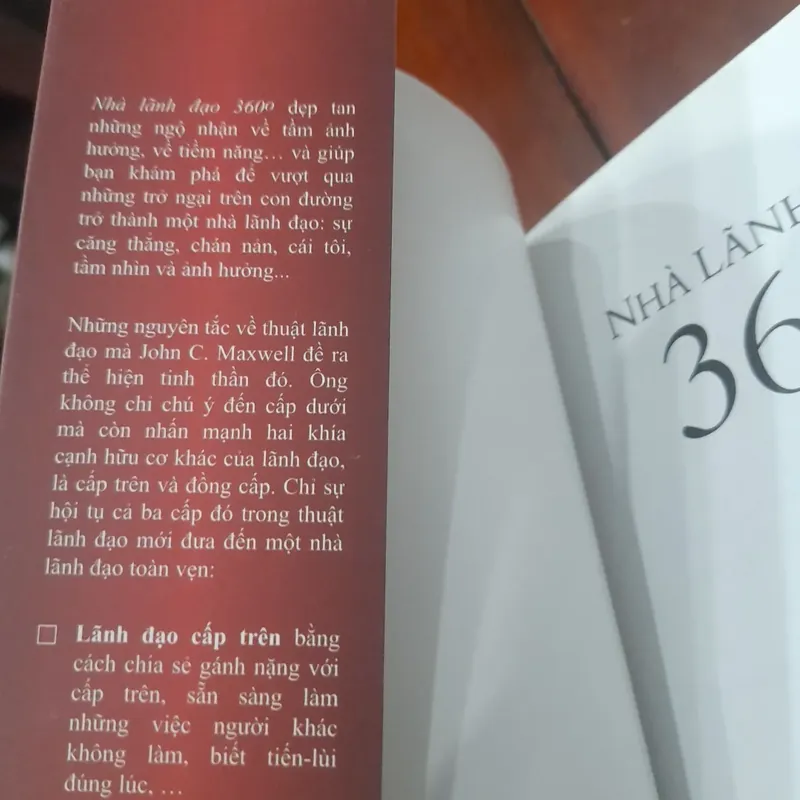 Nhà lãnh đạo 360º dẹp tan
những ngộ nhận về tầm ảnh
hưởng, về tiềm năng... và giúp
bạn khám phá để vượt qua
những trở ngại trên con đường
trở thành một nhà lãnh đạo: sự
căng thẳng, chán nản, cái tôi,
tầm nhìn và ảnh hưởng...
Những nguyên tắc về thuật lãnh
đạo mà John C. Maxwell đề ra
thể hiện tinh thần đó. Ông
không chỉ chú ý đến cấp dưới
mà còn nhấn mạnh hai khía
cạnh hữu cơ khác của lãnh đạo,
là cấp trên và đồng cấp. Chỉ sự
hội tụ cả ba cấp đó trong thuật
lãnh đạo mới đưa đến một nhà
lãnh đạo toàn vẹn:
Lãnh đạo cấp trên bằng
cách chia sẻ gánh nặng với
cấp trên, sẵn sàng làm
những việc người khác
không làm, biết tiến-lùi
đúng lúc, ...
NHÀ LÃNH
36